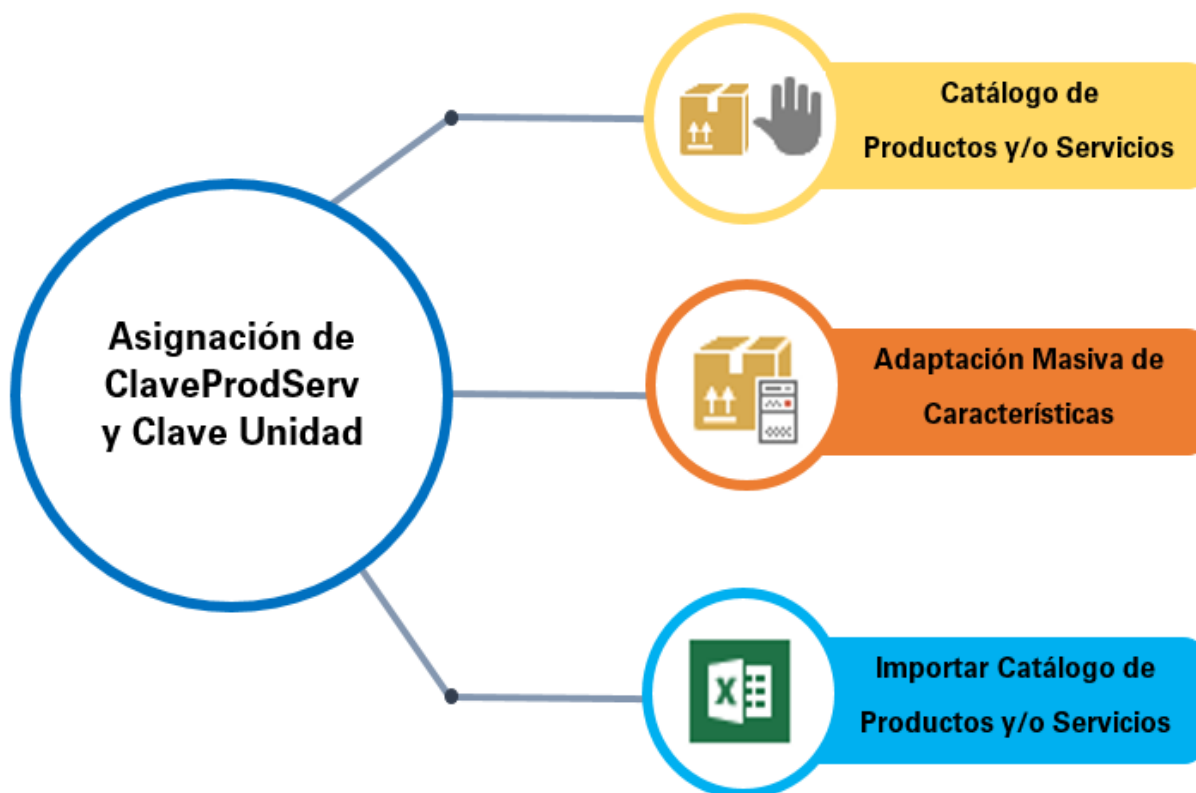 Asignación de
ClaveProdServ
y Clave Unidad
Catálogo de
Productos y/o Servicios
Adaptación Masiva de
Características
X
Importar Catálogo de
Productos y/o Servicios